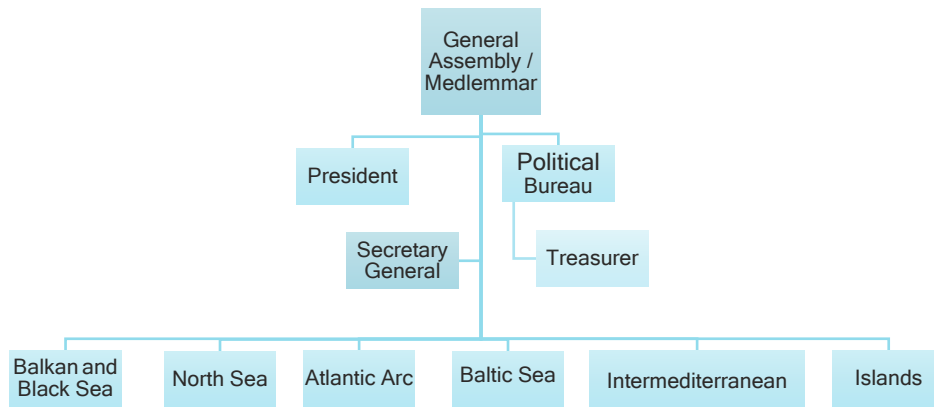 General
Assembly /
Medlemmar
President
Political
Bureau
Secretary
General
Treasurer
Balkan and
Black Sea
North Sea
Atlantic Arc
Baltic Sea
Intermediterranean
Islands